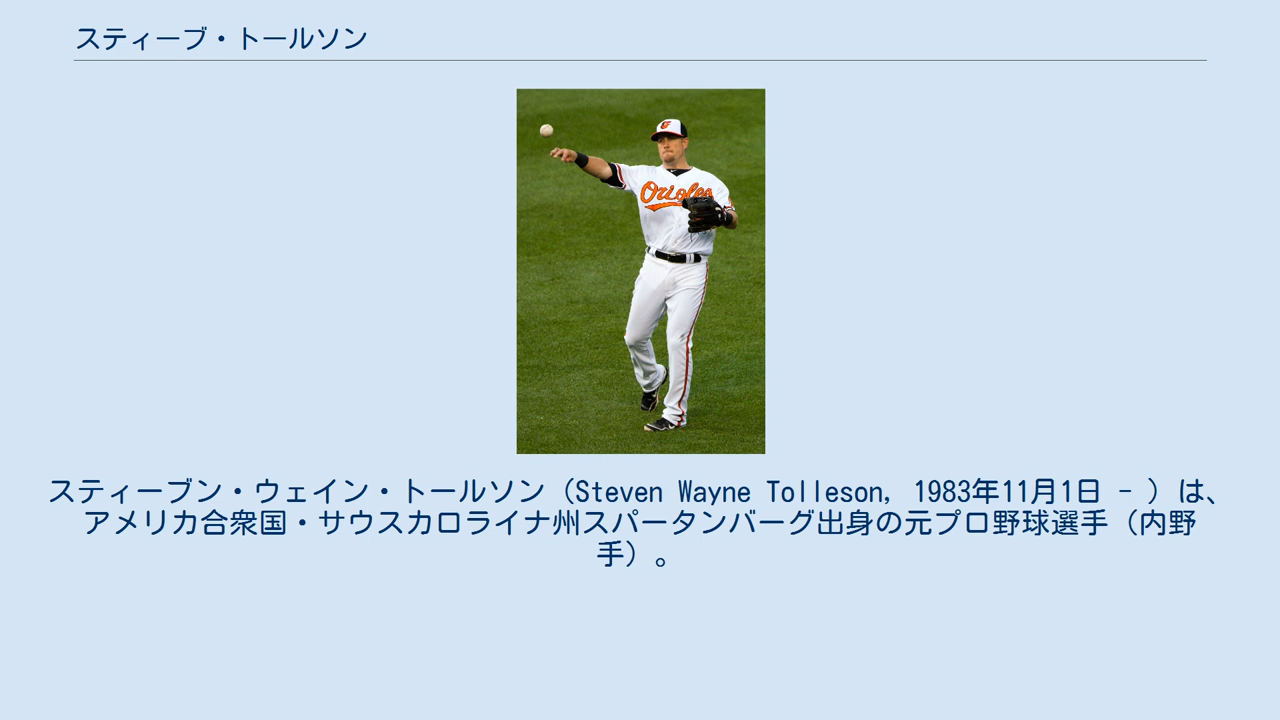 スティーブ・トールソン
Orioles
スティーブン・ウェイン・トールソン（Steven Wayne Tolleson, 1983年11月1日 - ）は、
アメリカ合衆国・サウスカロライナ州スパータンバーグ出身の元プロ野球選手（内野
手）。